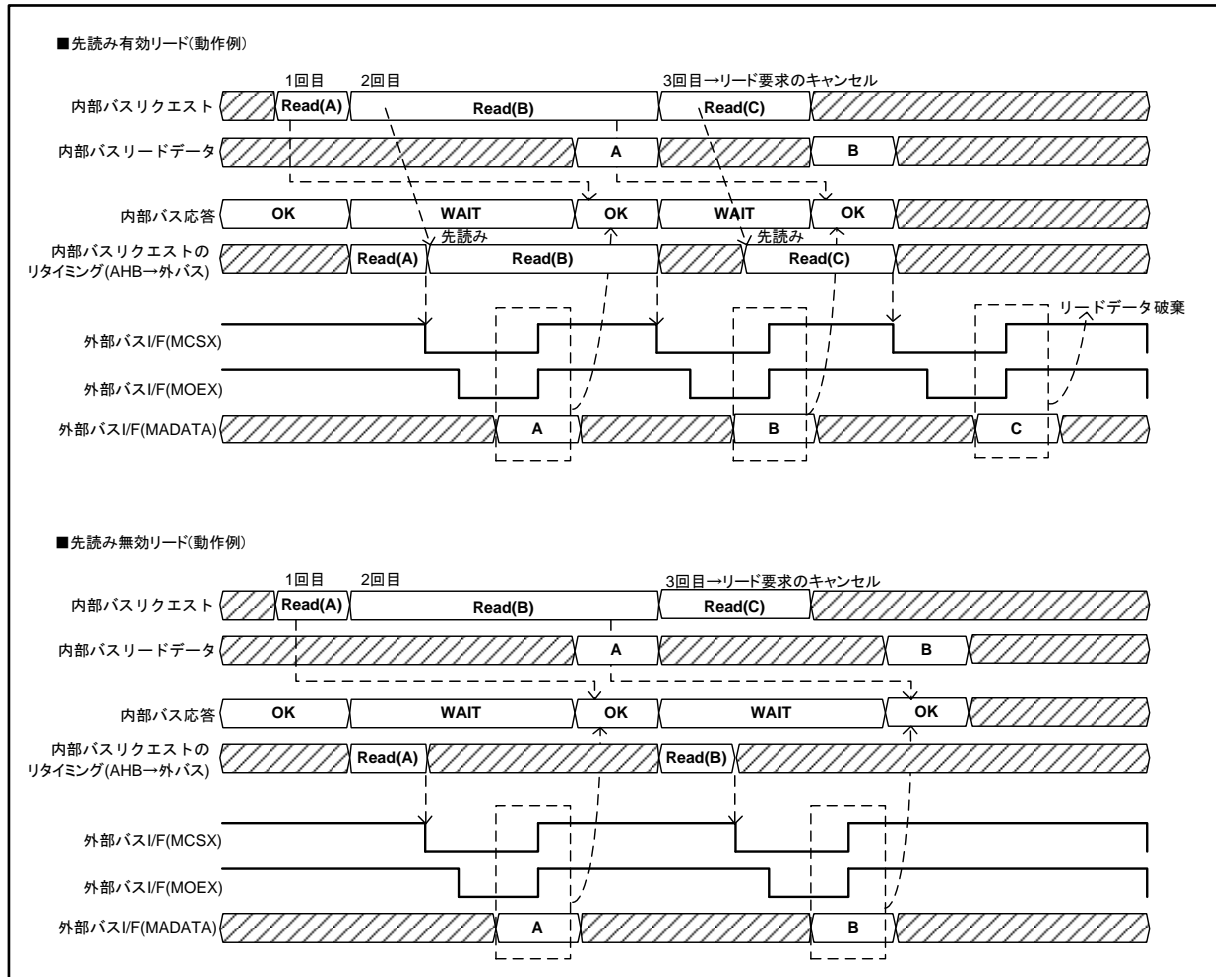 ■先読み有効リード(動作例)
1回目 2回目 3回目→リード要求のキャンセル
内部バスリクエスト Read(A) Read(B) Read(C)
内部バスリードデータ A B
内部バス応答 OK WAIT OK WAIT OK
先読み 先読み
内部バスリクエストの
リタイミング(AHB→外バス) Read(A) Read(B) Read(C)
リードデータ破棄
外部バスI/F(MCSX)
外部バスI/F(MOEX)
外部バスI/F(MADATA) A B C
■先読み無効リード(動作例)
1回目 2回目 3回目→リード要求のキャンセル
内部バスリクエスト Read(A) Read(B) Read(C)
内部バスリードデータ A B
内部バス応答 OK WAIT OK WAIT OK
内部バスリクエストの
リタイミング(AHB→外バス) Read(A) Read(B)
外部バスI/F(MCSX)
外部バスI/F(MOEX)
外部バスI/F(MADATA) A B